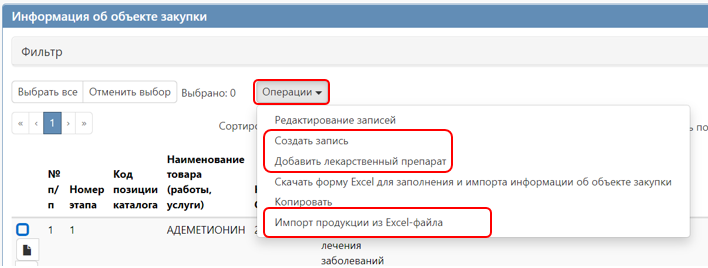 Информация об объекте закупки
Фильтр
Выбрать все Отменить выбор Выбрано: 0 Операции
« ‹ 1 › »
Редактирование записей
Создать запись
Добавить лекарственный препарат
Скачать форму Excel для заполнения и импорта информации об объекте закупки
Копировать
Импорт продукции из Excel-файла
№ п/п
Номер этапа
Код позиции каталога
Наименование товара (работы, услуги)
1 1 АДЕМЕТИОНИН
лечения
заболеваний